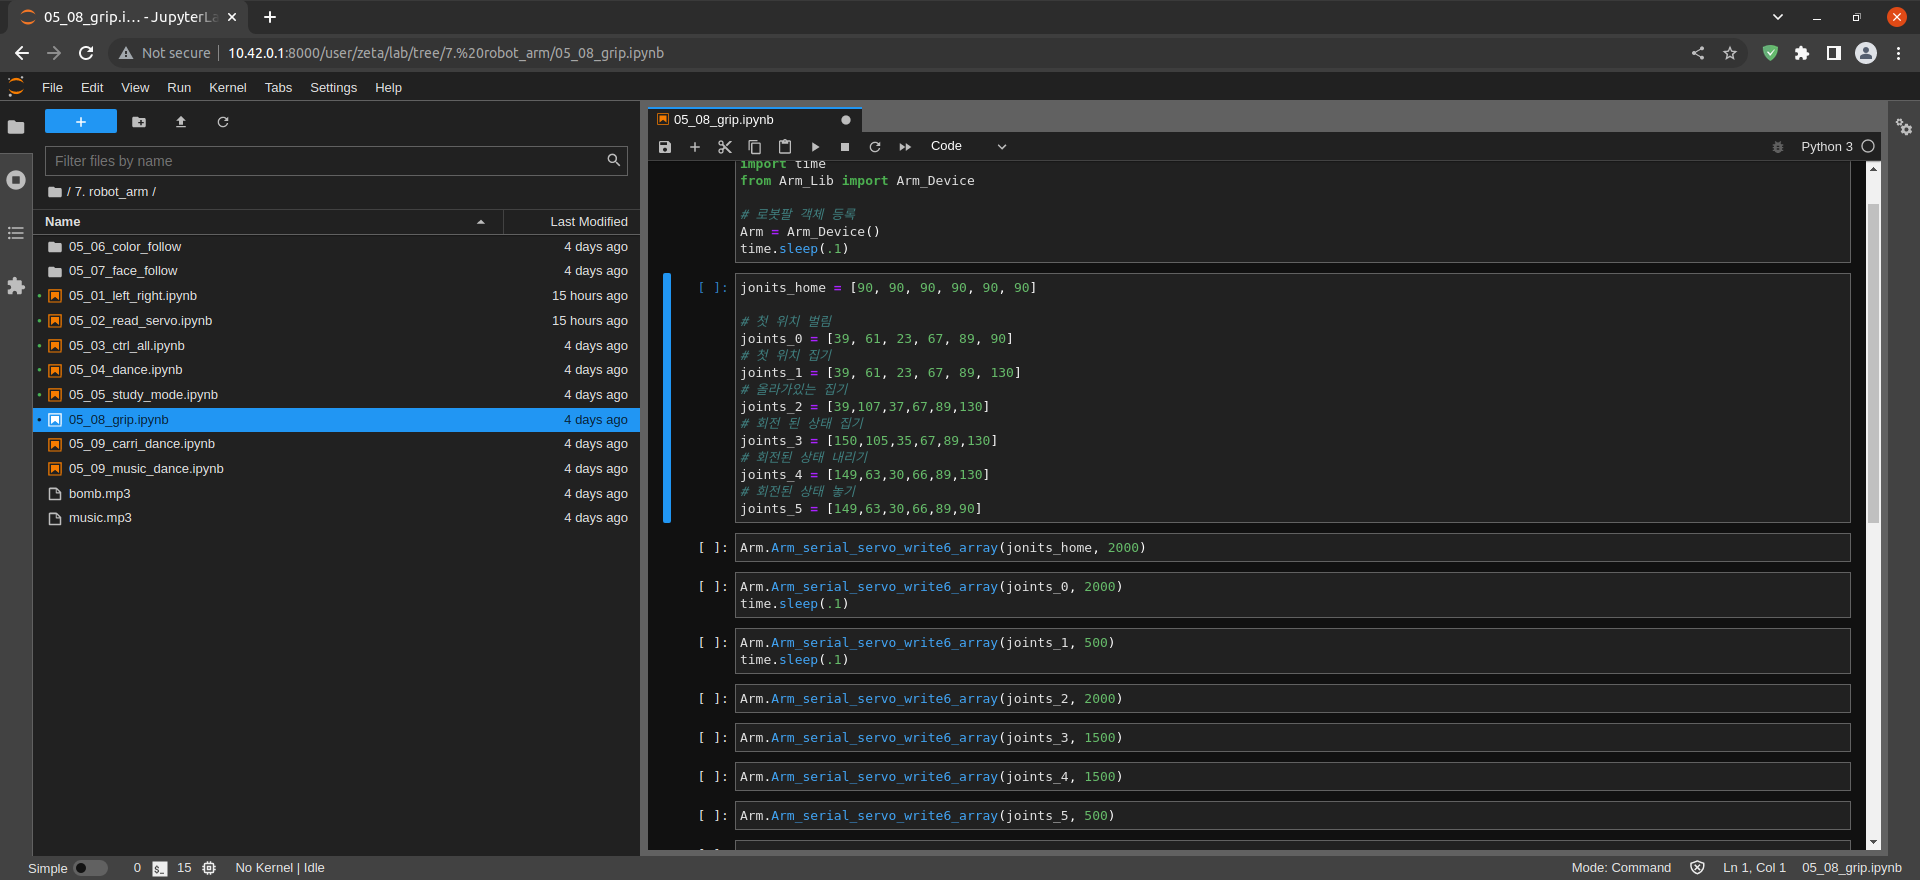 05_08_grip.i… - JupyterLa
Not secure
10.42.0.1:8000/user/zeta/lab/tree/7.%20robot_arm/05_08_grip.ipynb
File Edit View Run Kernel Tabs Settings Help
Filter files by name
/ 7. robot_arm /
Name Last Modified
05_06_color_follow 4 days ago
05_07_face_follow 4 days ago
05_01_left_right.ipynb 15 hours ago
05_02_read_servo.ipynb 15 hours ago
05_03_ctrl_all.ipynb 4 days ago
05_04_dance.ipynb 4 days ago
05_05_study_mode.ipynb 4 days ago
05_08_grip.ipynb 4 days ago
05_09_carri_dance.ipynb 4 days ago
05_09_music_dance.ipynb 4 days ago
bomb.mp3 4 days ago
music.mp3 4 days ago
05_08_grip.ipynb
Code
Python 3
import time
from Arm_Lib import Arm_Device
# 로봇팔 객체 등록
Arm = Arm_Device()
time.sleep(.1)
[ ]: jonits_home = [90, 90, 90, 90, 90, 90]
# 첫 위치 벌림
joints_0 = [39, 61, 23, 67, 89, 90]
# 첫 위치 집기
joints_1 = [39, 61, 23, 67, 89, 130]
# 올라가있는 집기
joints_2 = [39,107,37,67,89,130]
# 회전 된 상태 집기
joints_3 = [150,105,35,67,89,130]
# 회전된 상태 내리기
joints_4 = [149,63,30,66,89,130]
# 회전된 상태 놓기
joints_5 = [149,63,30,66,89,90]
[ ]: Arm.Arm_serial_servo_write6_array(jonits_home, 2000)
[ ]: Arm.Arm_serial_servo_write6_array(joints_0, 2000)
time.sleep(.1)
[ ]: Arm.Arm_serial_servo_write6_array(joints_1, 500)
time.sleep(.1)
[ ]: Arm.Arm_serial_servo_write6_array(joints_2, 2000)
[ ]: Arm.Arm_serial_servo_write6_array(joints_3, 1500)
[ ]: Arm.Arm_serial_servo_write6_array(joints_4, 1500)
[ ]: Arm.Arm_serial_servo_write6_array(joints_5, 500)
Simple 0 $_ 15 No Kernel | Idle
Mode: Command Ln 1, Col 1 05_08_grip.ipynb